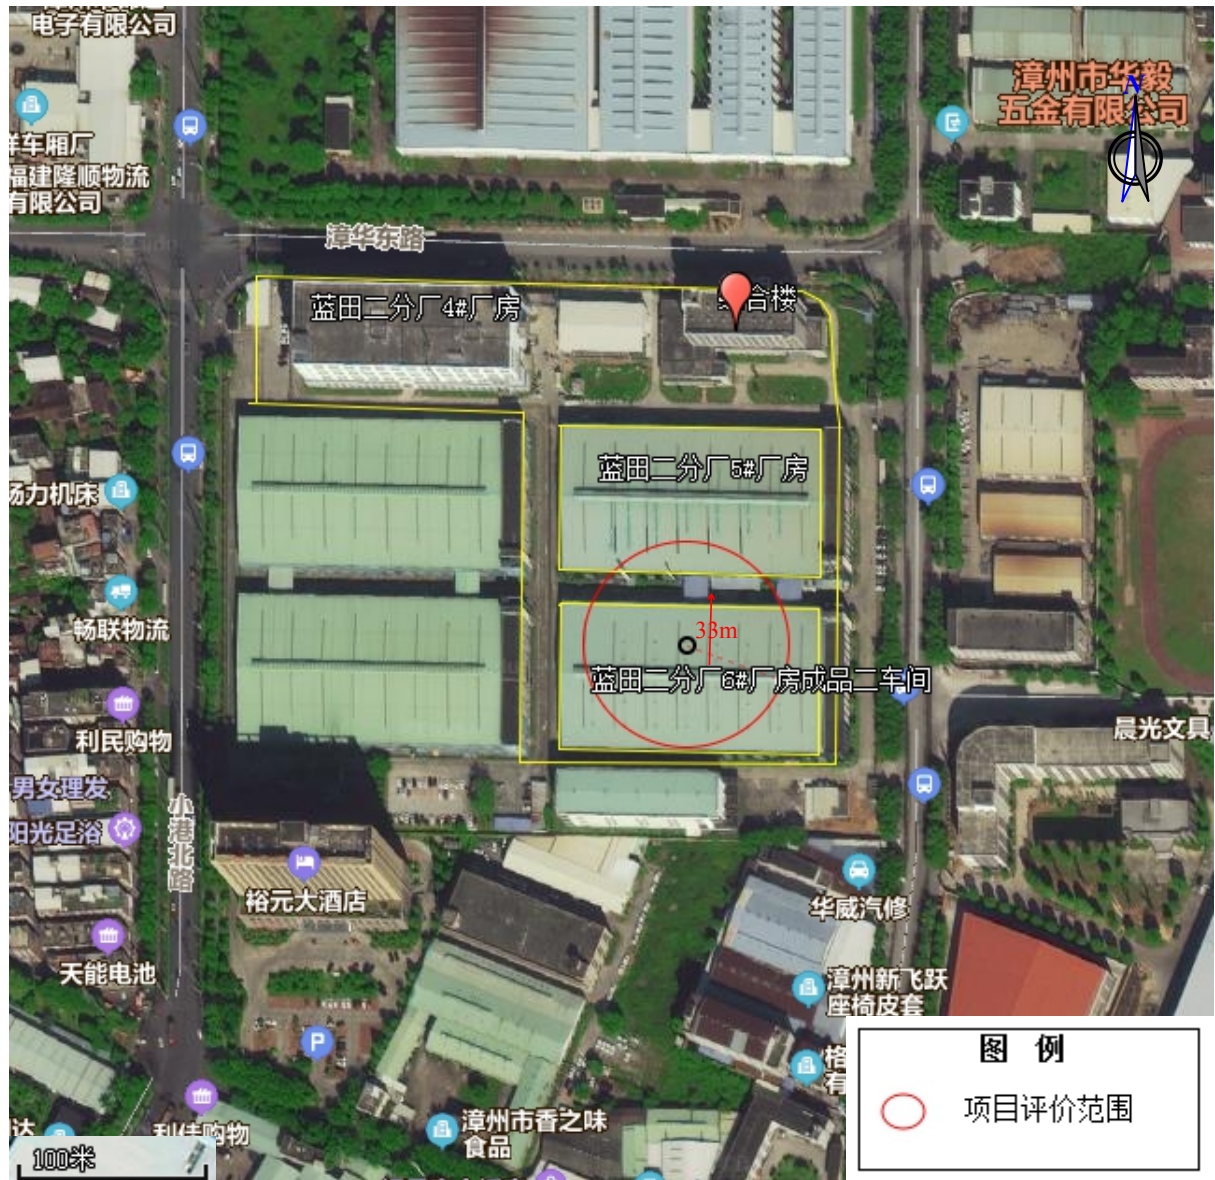 电子有限公司
漳州市华毅
五金有限公司
N
祥车厢厂
福建隆顺物流
有限公司
漳华东路
蓝田二分厂4#厂房
综合楼
蓝田二分厂5#厂房
杨力机床
畅联物流
33m
蓝田二分厂6#厂房成品二车间
利民购物
晨光文具
男女理发
阳光足浴
小港北路
裕元大酒店
华威汽修
天能电池
漳州新飞跃
座椅皮套
P
图 例
项目评价范围
格
有
漳州市香之味
食品
达
利佳购物
100米